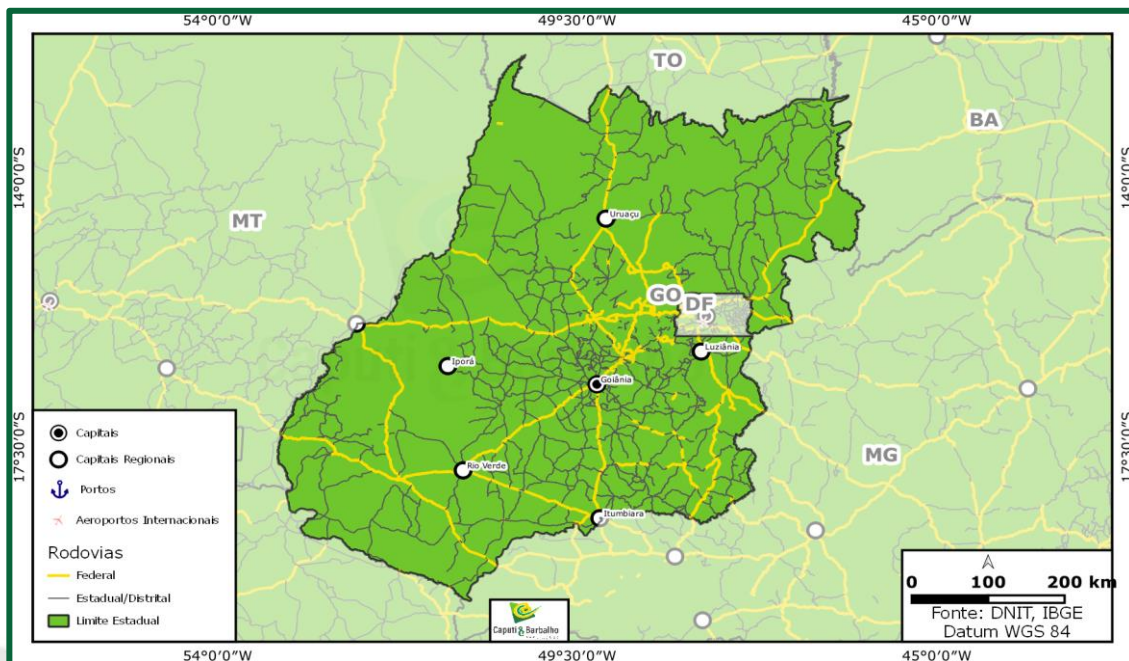 54°0'0"W 49°30'0"W 45°0'0"W
TO
BA
14°0'0"S 14°0'0"S
MT
Uruaçu
GO
DF
Luziânia
Iporá
Goiânia
Capitais
Capitais Regionais
Portos
Aeroportos Internacionais
Rodovias
Federal
Estadual/Distrital
Limite Estadual
17°30'0"S 17°30'0"S
MG
Rio Verde
Itumbiara
0 100 200 km
Fonte: DNIT, IBGE
Datum WGS 84
Caputi & Barbalho
54°0'0"W 49°30'0"W 45°0'0"W